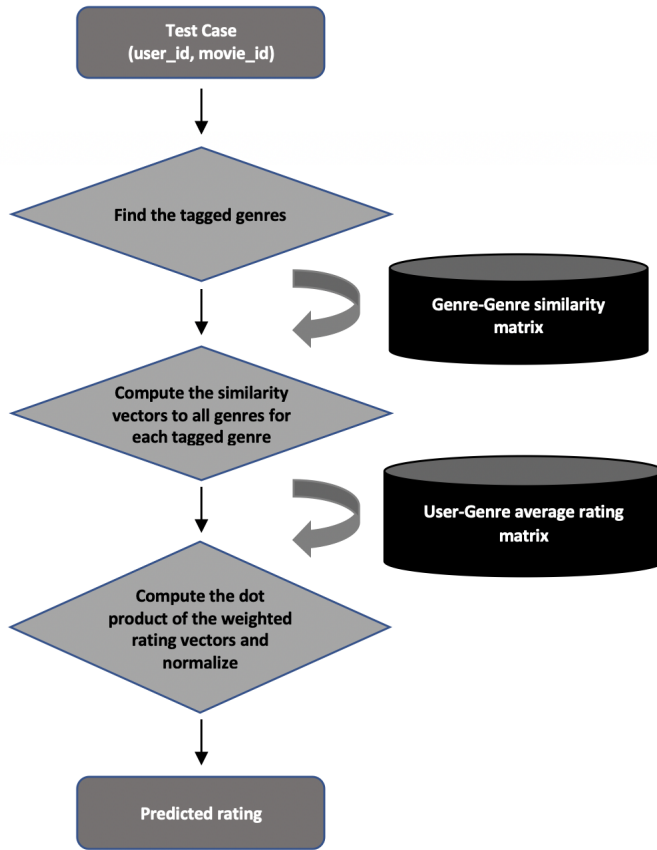 Test Case
(user_id, movie_id)
Find the tagged genres
Genre-Genre similarity
matrix
Compute the similarity
vectors to all genres for
each tagged genre
User-Genre average rating
matrix
Compute the dot
product of the weighted
rating vectors and
normalize
Predicted rating